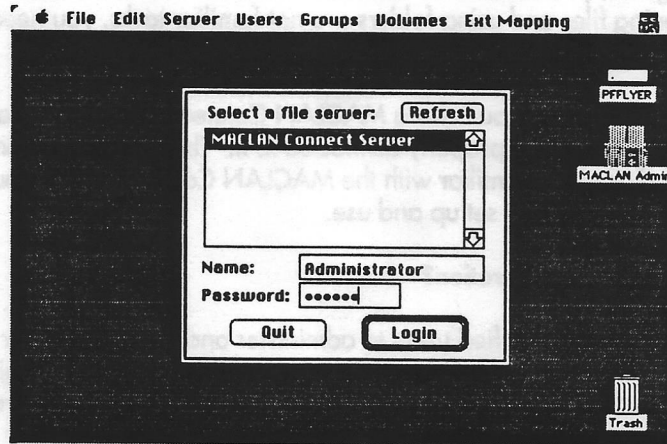 File Edit Server Users Groups Volumes Ext Mapping
PFFLYER
MACLAN Admin
Select a file server: Refresh
MACLAN Connect Server
Name: Administrator
Password: ••••••
Quit Login
Trash